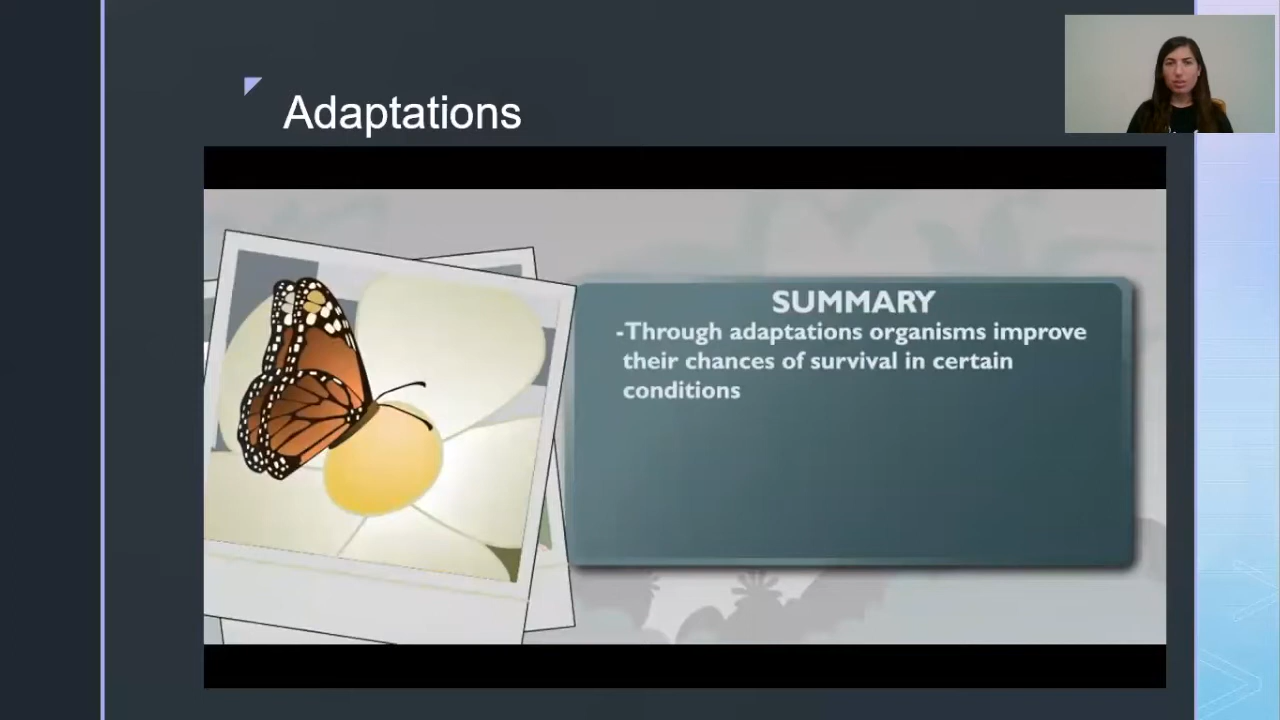 Adaptations
SUMMARY
-Through adaptations organisms improve
their chances of survival in certain
conditions